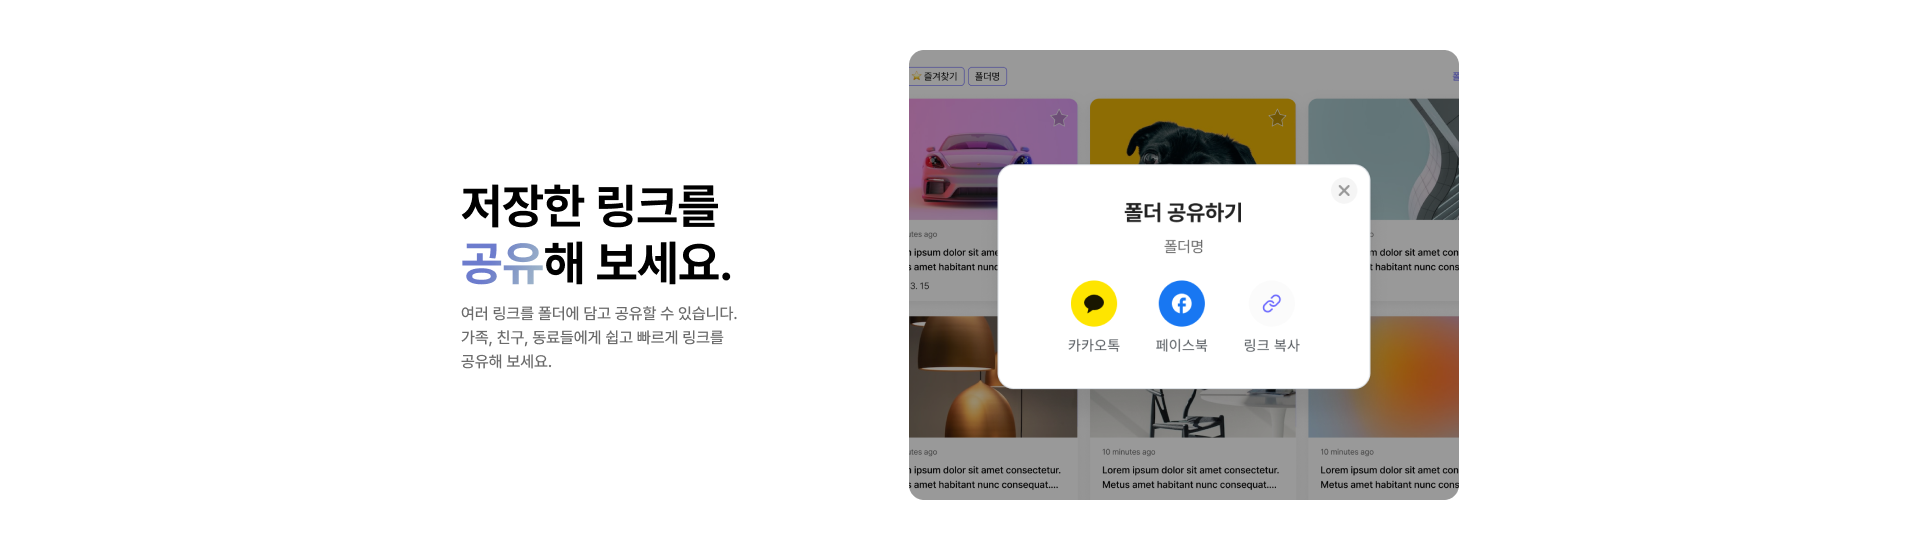 저장한 링크를
공유해 보세요.
여러 링크를 폴더에 담고 공유할 수 있습니다.
가족, 친구, 동료들에게 쉽고 빠르게 링크를
공유해 보세요.
즐겨찾기 폴더명
폴더 공유하기
폴더명
카카오톡 페이스북 링크 복사
ago
ipsum dolor sit amet
amet habitant nunc
3. 15
dolor sit amet con
habitant nunc cons
ago
ipsum dolor sit amet consectetur.
amet habitant nunc consequat....
10 minutes ago
Lorem ipsum dolor sit amet consectetur.
Metus amet habitant nunc consequat....
10 minutes ago
Lorem ipsum dolor sit amet con
Metus amet habitant nunc cons